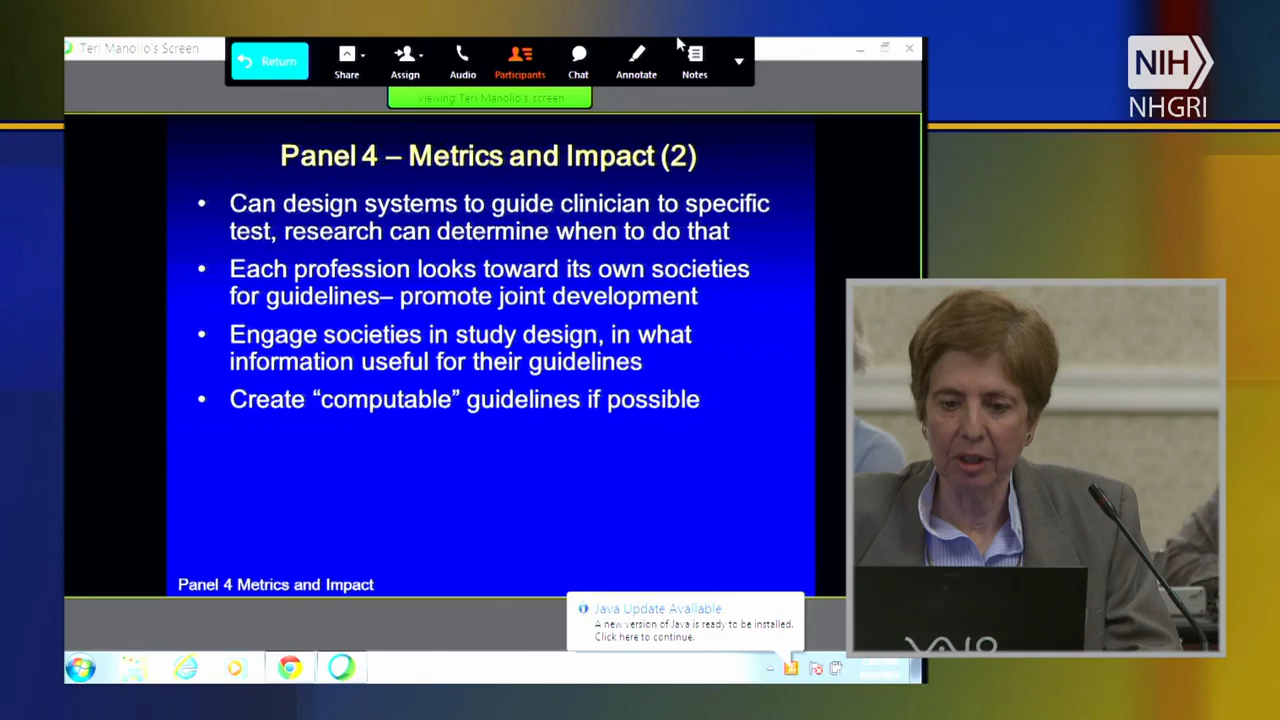 Teri Manolio's Screen
Return
Share
Assign
Audio
Participants
Chat
Annotate
Notes
Viewing Teri Manolio's screen
NIH
NHGRI
Panel 4 – Metrics and Impact (2)
• Can design systems to guide clinician to specific
test, research can determine when to do that
• Each profession looks toward its own societies
for guidelines– promote joint development
• Engage societies in study design, in what
information useful for their guidelines
• Create “computable” guidelines if possible
Panel 4 Metrics and Impact
Java Update Available
A new version of Java is ready to be installed.
Click here to continue.
VAIO